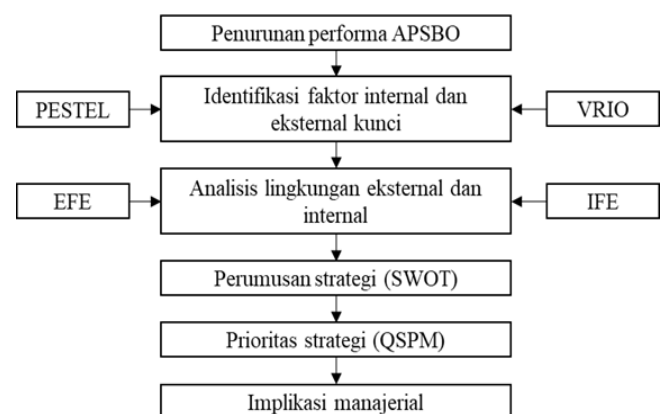 Penurunan performa APSBO
Identifikasi faktor internal dan
eksternal kunci
PESTEL
VRIO
Analisis lingkungan eksternal dan
internal
EFE
IFE
Perumusan strategi (SWOT)
Prioritas strategi (QSPM)
Implikasi manajerial